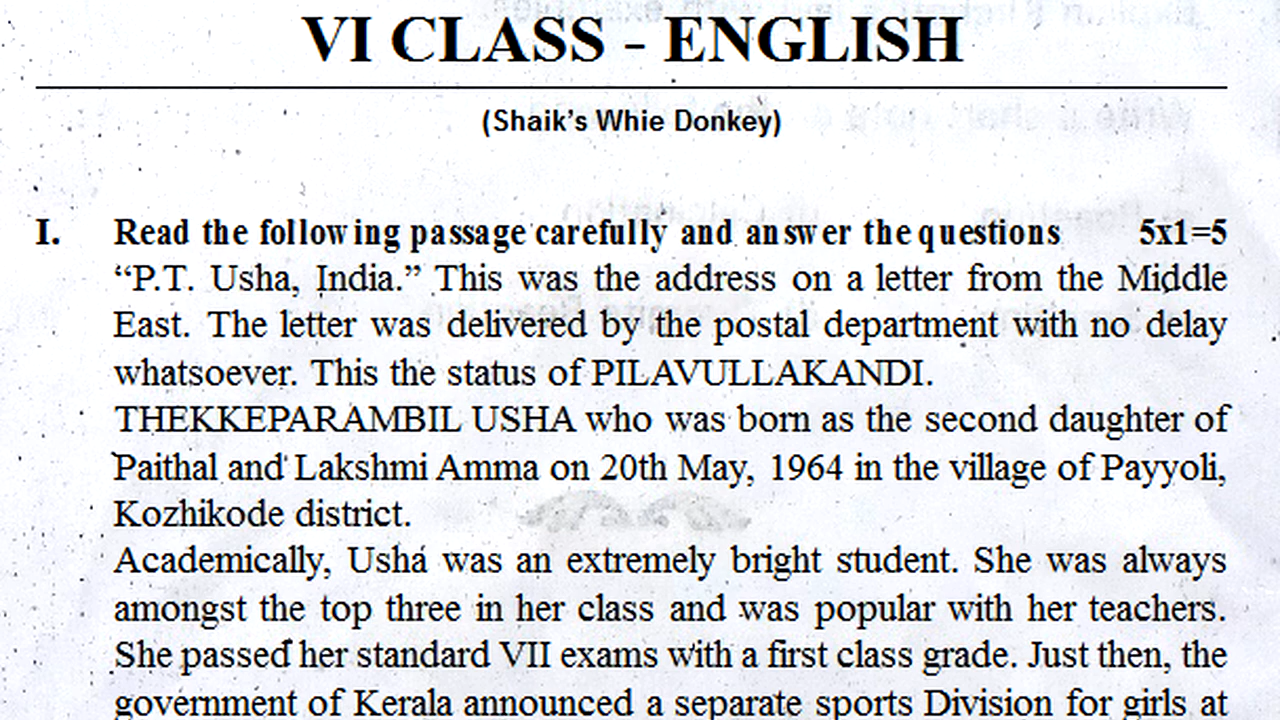 VI CLASS - ENGLISH
(Shaik's Whie Donkey)
I. Read the following passage carefully and answer the questions 5x1=5
“P.T. Usha, India.” This was the address on a letter from the Middle
East. The letter was delivered by the postal department with no delay
whatsoever. This the status of PILAVULLAKANDI.
THEKKEPARAMBIL USHA who was born as the second daughter of
Paithal and Lakshmi Amma on 20th May, 1964 in the village of Payyoli,
Kozhikode district.
Academically, Usha was an extremely bright student. She was always
amongst the top three in her class and was popular with her teachers.
She passed her standard VII exams with a first class grade. Just then, the
government of Kerala announced a separate sports Division for girls at